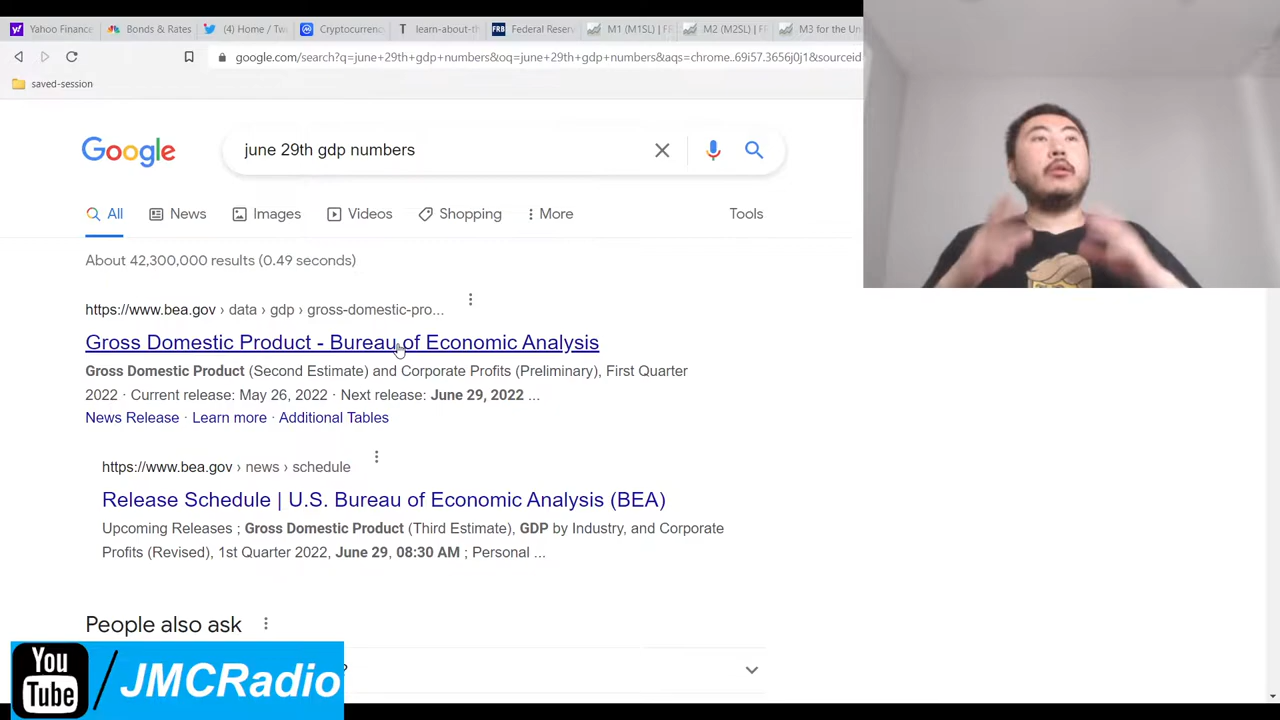 Yahoo Finance
Bonds & Rates
(4) Home / Tw
Cryptocurrenc
learn-about-th
FRB Federal Reserv
M1 (M1SL) | FR
M2 (M2SL) | FR
M3 for the Un
google.com/search?q=june+29th+gdp+numbers&oq=june+29th+gdp+numbers&aqs=chrome..69i57.3656j0j1&sourceid
saved-session
Google
june 29th gdp numbers
All
News
Images
Videos
Shopping
More
Tools
About 42,300,000 results (0.49 seconds)
https://www.bea.gov › data › gdp › gross-domestic-pro...
Gross Domestic Product - Bureau of Economic Analysis
Gross Domestic Product (Second Estimate) and Corporate Profits (Preliminary), First Quarter
2022 · Current release: May 26, 2022 · Next release: June 29, 2022 ...
News Release · Learn more · Additional Tables
https://www.bea.gov › news › schedule
Release Schedule | U.S. Bureau of Economic Analysis (BEA)
Upcoming Releases ; Gross Domestic Product (Third Estimate), GDP by Industry, and Corporate
Profits (Revised), 1st Quarter 2022, June 29, 08:30 AM ; Personal ...
People also ask
?
You
Tube
/JMCRadio